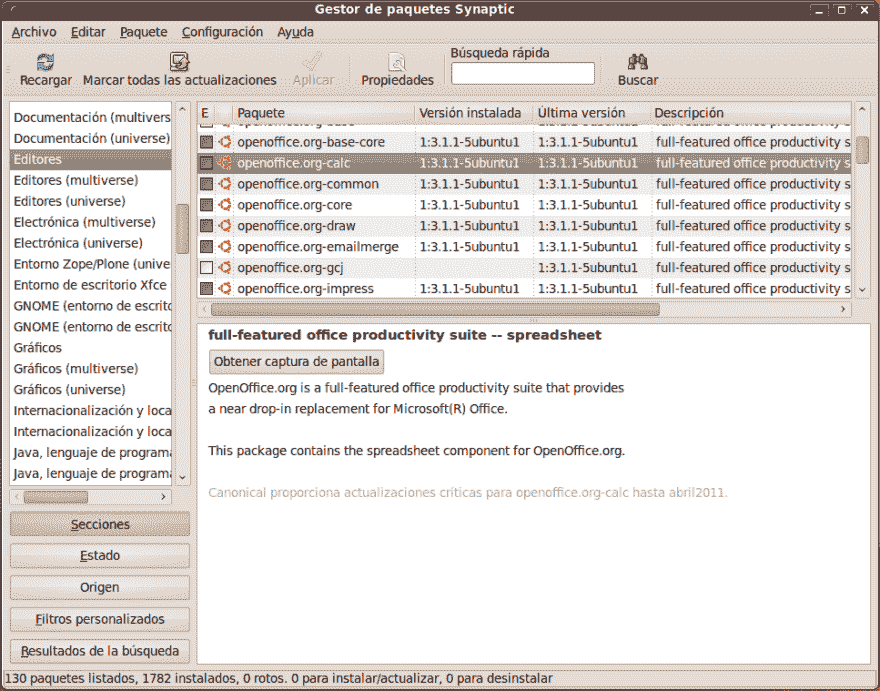 Gestor de paquetes Synaptic
Archivo Editar Paquete Configuración Ayuda
Recargar Marcar todas las actualizaciones Aplicar Propiedades Búsqueda rápida Buscar
E Paquete Versión instalada Última versión Descripción
openoffice.org-base-core 1:3.1.1-5ubuntu1 1:3.1.1-5ubuntu1 full-featured office productivity s
openoffice.org-calc 1:3.1.1-5ubuntu1 1:3.1.1-5ubuntu1 full-featured office productivity s
openoffice.org-common 1:3.1.1-5ubuntu1 1:3.1.1-5ubuntu1 full-featured office productivity s
openoffice.org-core 1:3.1.1-5ubuntu1 1:3.1.1-5ubuntu1 full-featured office productivity s
openoffice.org-draw 1:3.1.1-5ubuntu1 1:3.1.1-5ubuntu1 full-featured office productivity s
openoffice.org-emailmerge 1:3.1.1-5ubuntu1 1:3.1.1-5ubuntu1 full-featured office productivity s
openoffice.org-gcj 1:3.1.1-5ubuntu1 full-featured office productivity s
openoffice.org-impress 1:3.1.1-5ubuntu1 1:3.1.1-5ubuntu1 full-featured office productivity s
Documentación (multivers
Documentación (universe)
Editores
Editores (multiverse)
Editores (universe)
Electrónica (multiverse)
Electrónica (universe)
Entorno Zope/Plone (unive
Entorno de escritorio Xfce
GNOME (entorno de escrito
GNOME (entorno de escrito
Gráficos
Gráficos (multiverse)
Gráficos (universe)
Internacionalización y loca
Internacionalización y loca
Java, lenguaje de programa
Java, lenguaje de programa
Secciones
Estado
Origen
Filtros personalizados
Resultados de la búsqueda
full-featured office productivity suite -- spreadsheet
Obtener captura de pantalla
OpenOffice.org is a full-featured office productivity suite that provides
a near drop-in replacement for Microsoft(R) Office.
This package contains the spreadsheet component for OpenOffice.org.
Canonical proporciona actualizaciones críticas para openoffice.org-calc hasta abril2011.
130 paquetes listados, 1782 instalados, 0 rotos. 0 para instalar/actualizar, 0 para desinstalar